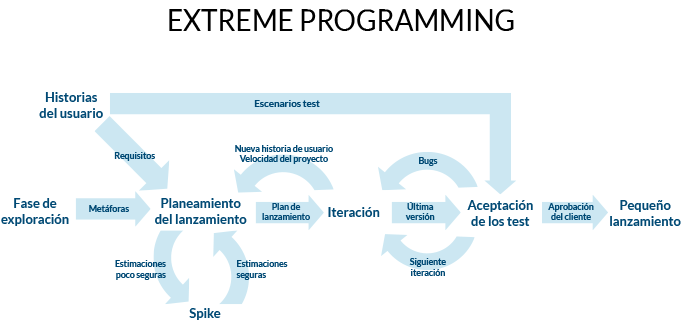 EXTREME PROGRAMMING
Historias
del usuario
Escenarios test
Requisitos
Nueva historia de usuario
Velocidad del proyecto
Bugs
Fase de
exploración
Metáforas
Planeamiento
del lanzamiento
Plan de
lanzamiento
Iteración
Última
versión
Aceptación
de los test
Aprobación
del cliente
Pequeño
lanzamiento
Estimaciones
poco seguras
Estimaciones
seguras
Siguiente
iteración
Spike